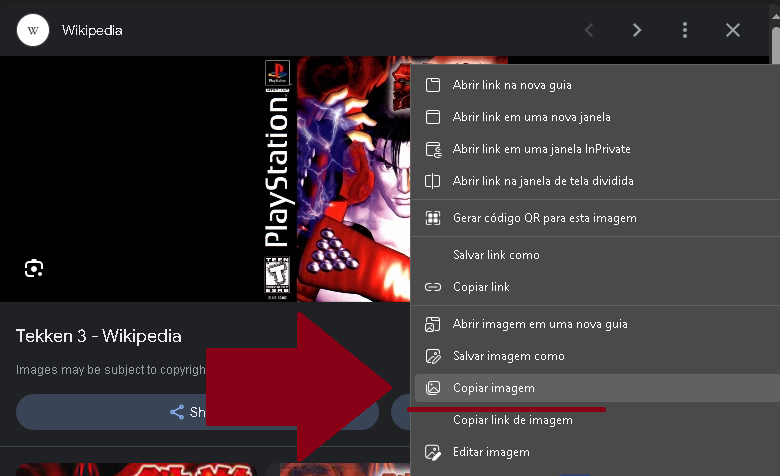 W Wikipedia
PlayStation
PlayStation
TEEN
T
ESRB
Tekken 3 - Wikipedia
Images may be subject to copyrigh
Sh
Abrir link na nova guia
Abrir link em uma nova janela
Abrir link em uma janela InPrivate
Abrir link na janela de tela dividida
Gerar código QR para esta imagem
Salvar link como
Copiar link
Abrir imagem em uma nova guia
Salvar imagem como
Copiar imagem
Copiar link de imagem
Editar imagem